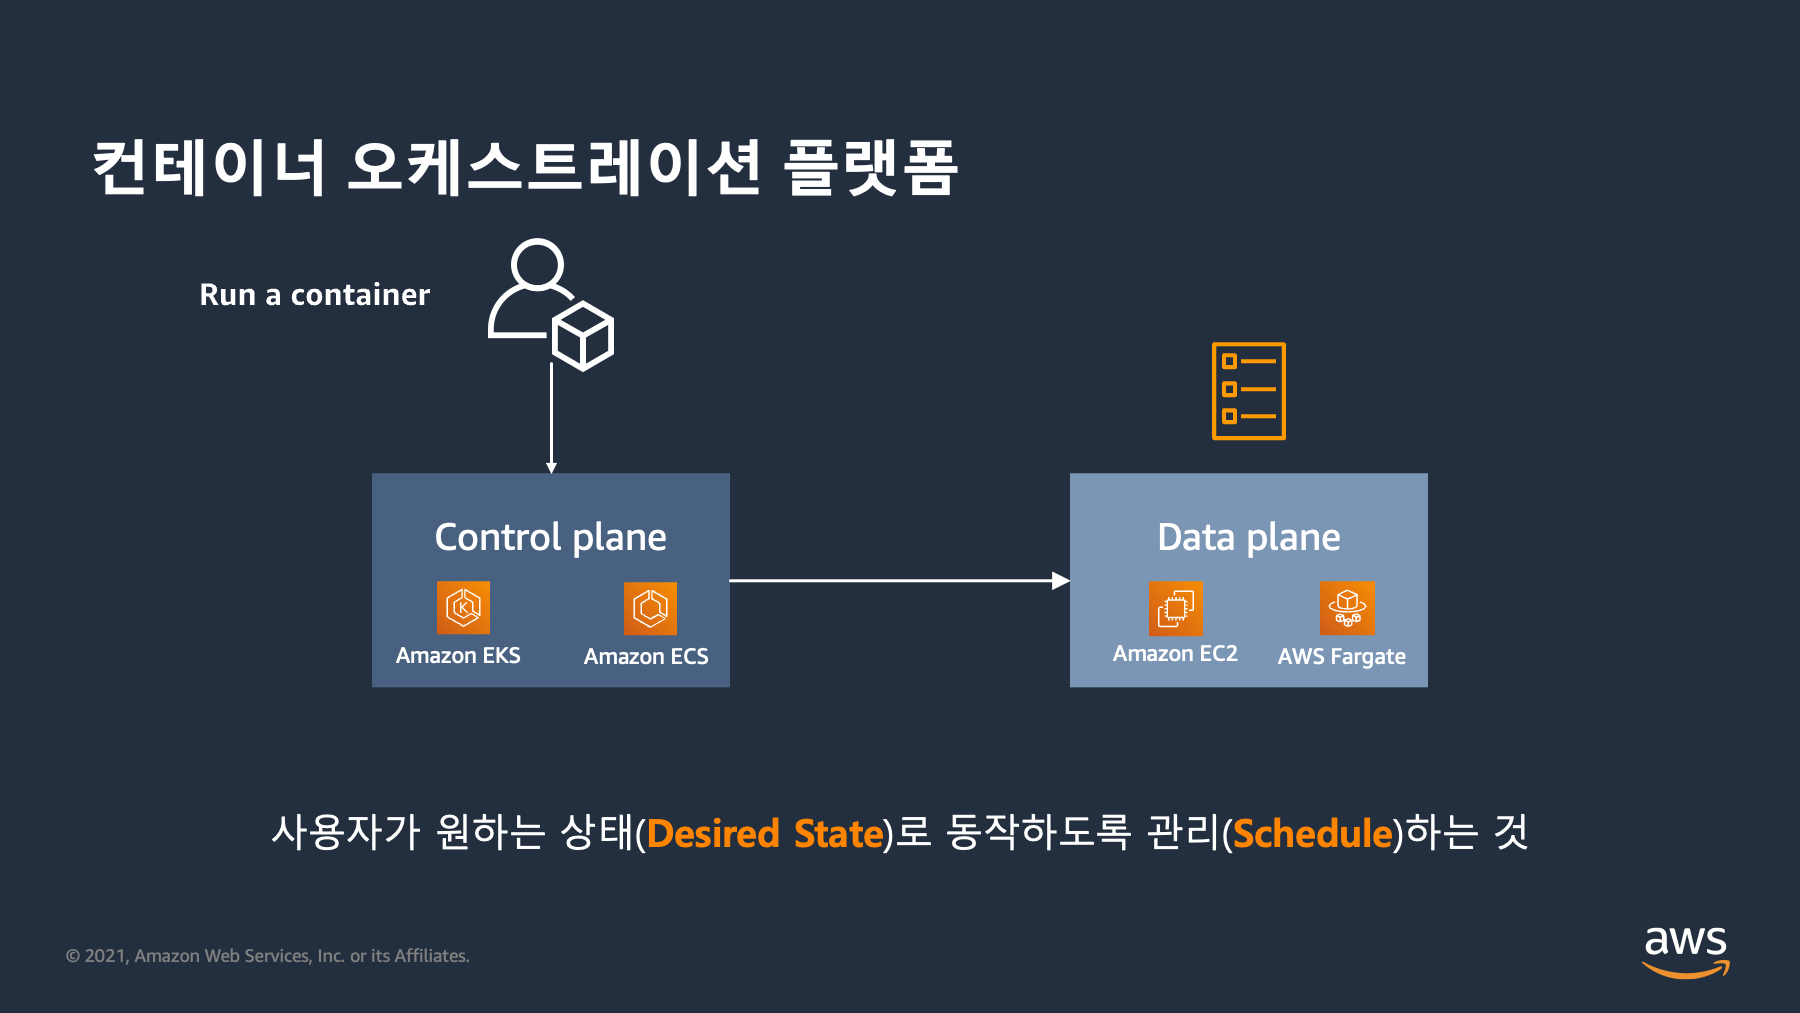 컨테이너 오케스트레이션 플랫폼
Run a container
Control plane
Amazon EKS
Amazon ECS
Data plane
Amazon EC2
AWS Fargate
사용자가 원하는 상태(Desired State)로 동작하도록 관리(Schedule)하는 것
© 2021, Amazon Web Services, Inc. or its Affiliates.
aws